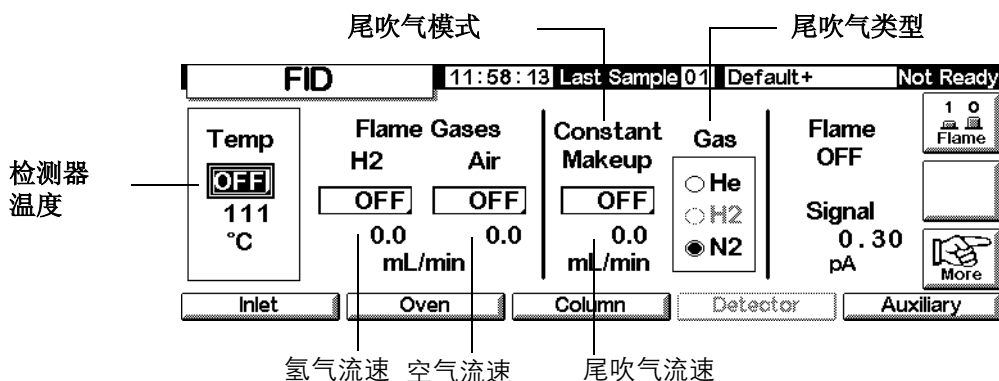 尾吹气模式 尾吹气类型
FID 11:58:13 Last Sample 01 Default+ Not Ready
检测器
温度
Temp
OFF
111
°C
Flame Gases
H2 Air
OFF OFF
0.0 0.0
mL/min
Constant
Makeup
OFF
0.0
mL/min
Gas
He
H2
N2
Flame
OFF
Signal
0.30
pA
1 0
Flame
More
Inlet Oven Column Detector Auxiliary
氢气流速 空气流速 尾吹气流速